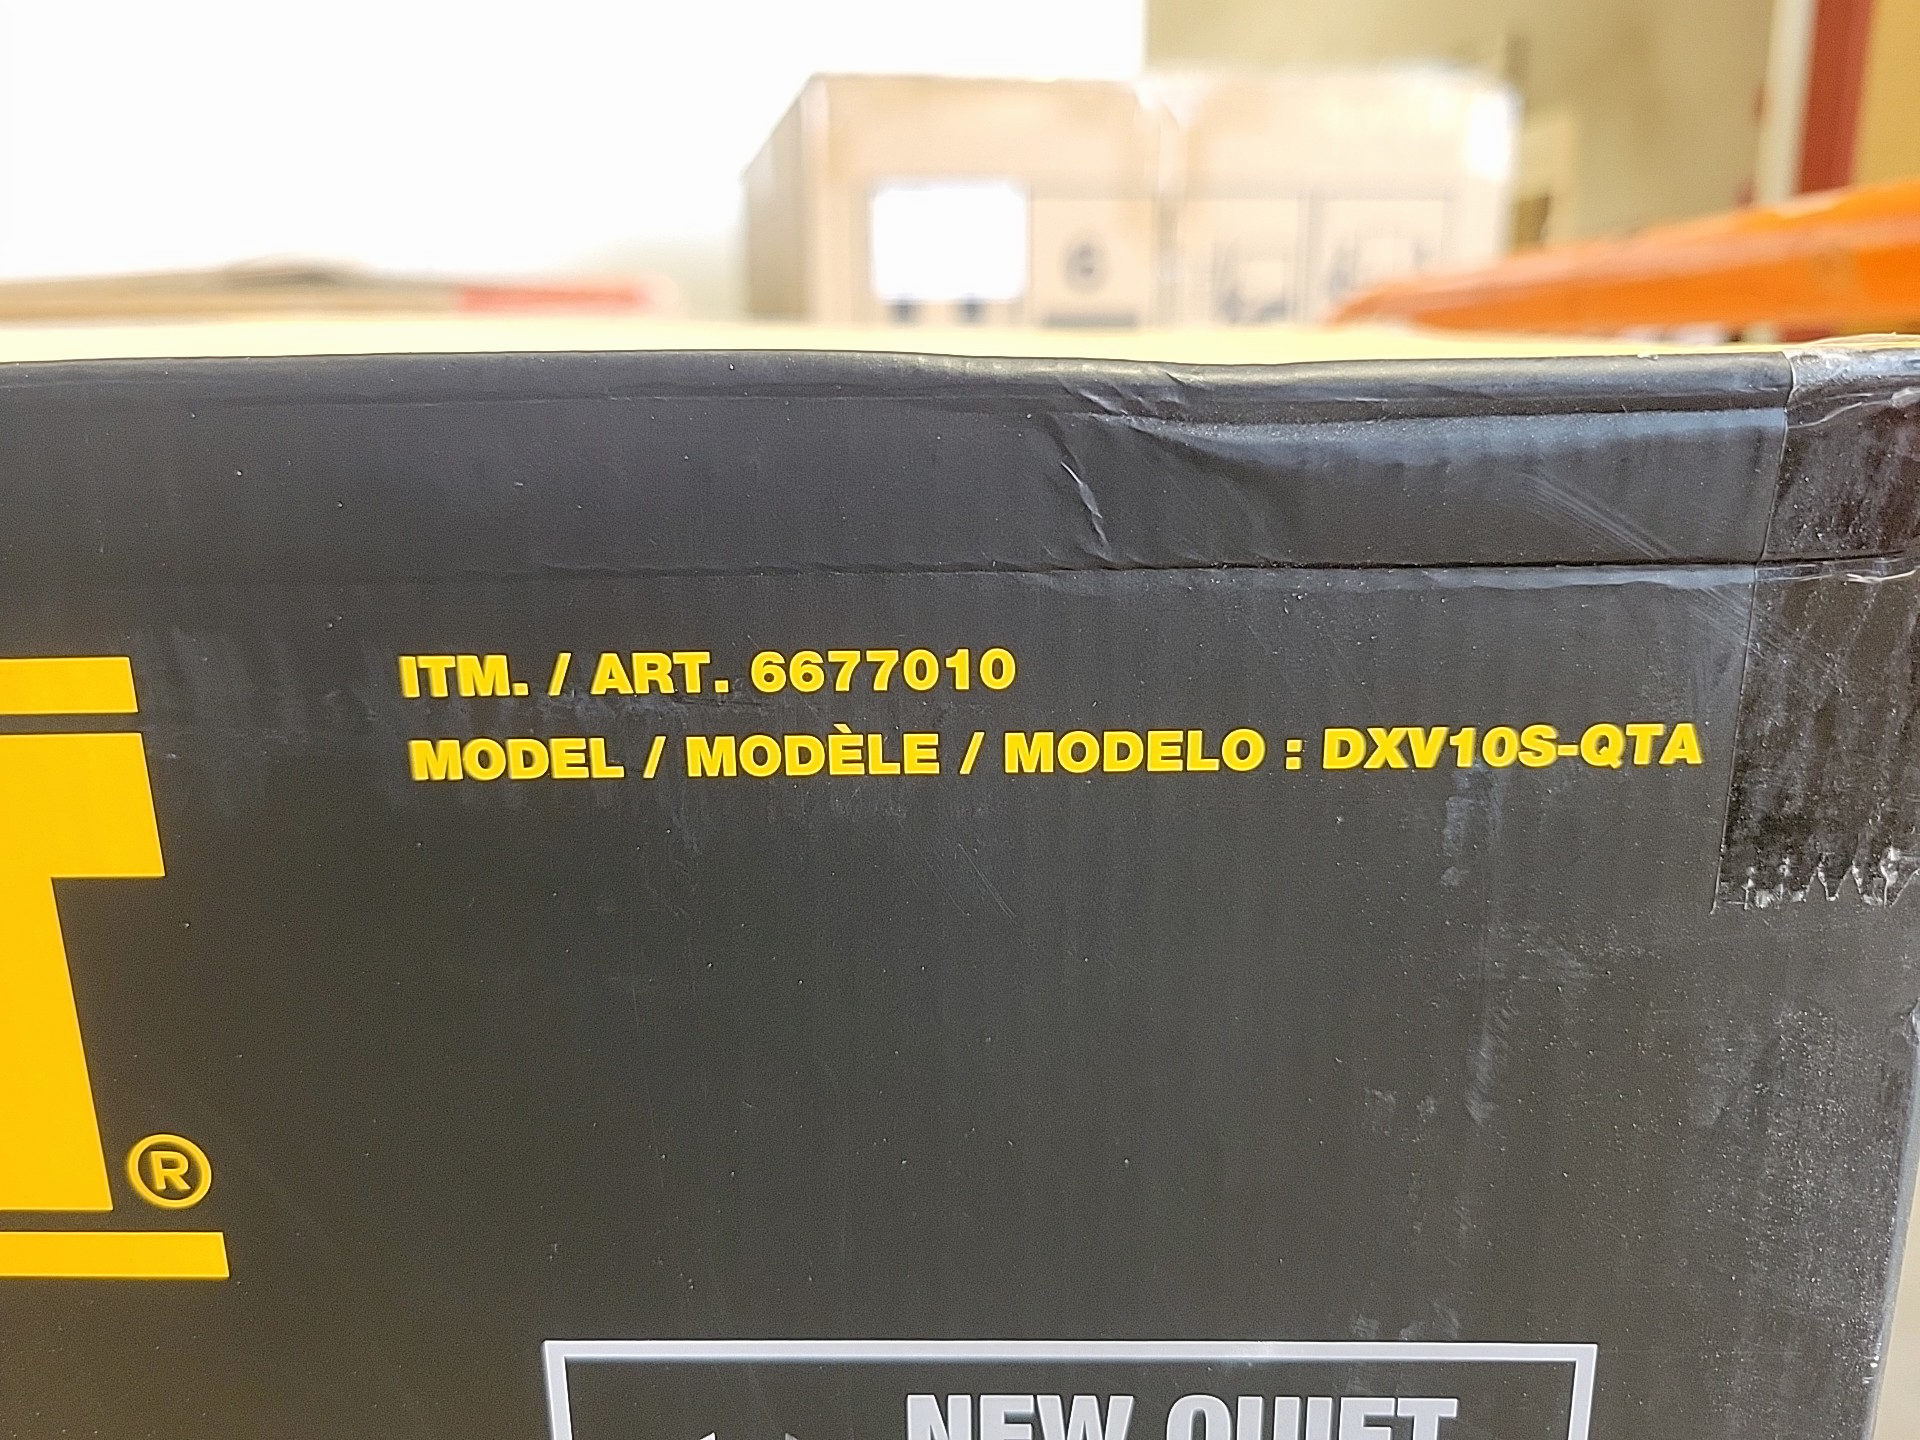 ITM. / ART. 6677010
MODEL / MODÈLE / MODELO : DXV10S-QTA
T
®
NEW QUIET